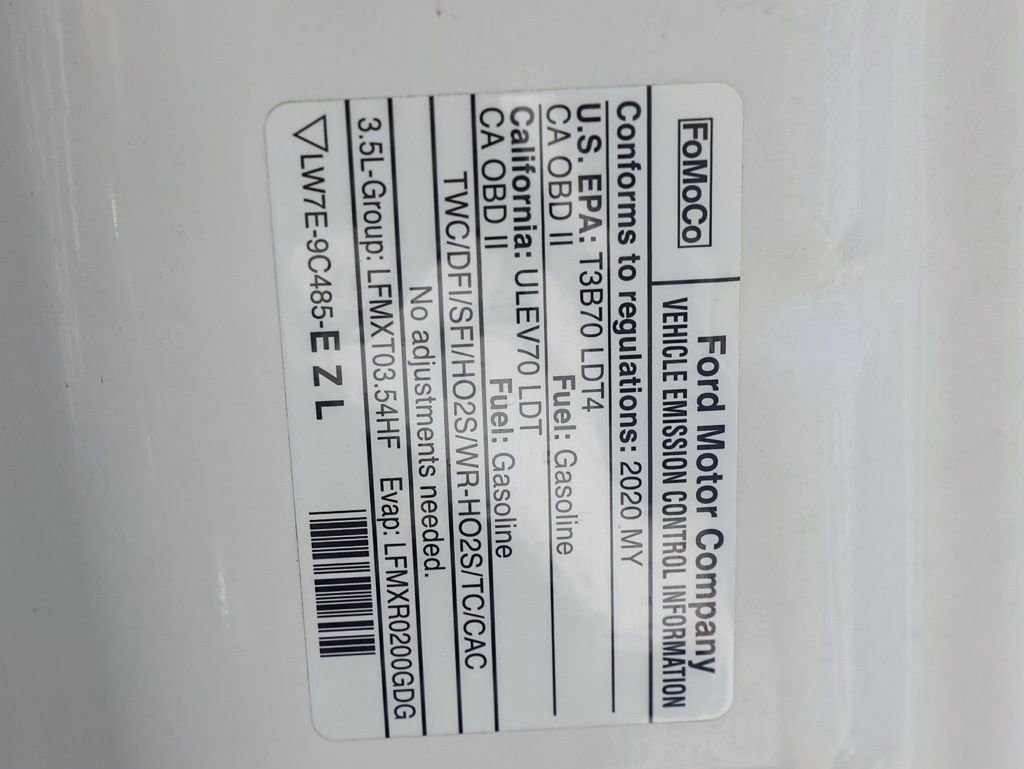 FoMoCo
Ford Motor Company
VEHICLE EMISSION CONTROL INFORMATION
Conforms to regulations: 2020 MY
U.S. EPA: T3B70 LDT4
CA OBD II Fuel: Gasoline
California: ULEV70 LDT
CA OBD II Fuel: Gasoline
TWC/DFI/SFI/HO2S/WR-HO2S/TC/CAC
No adjustments needed.
3.5L-Group: LFMXT03.54HF Evap: LFMXR0200GDG
LW7E-9C485-E Z L